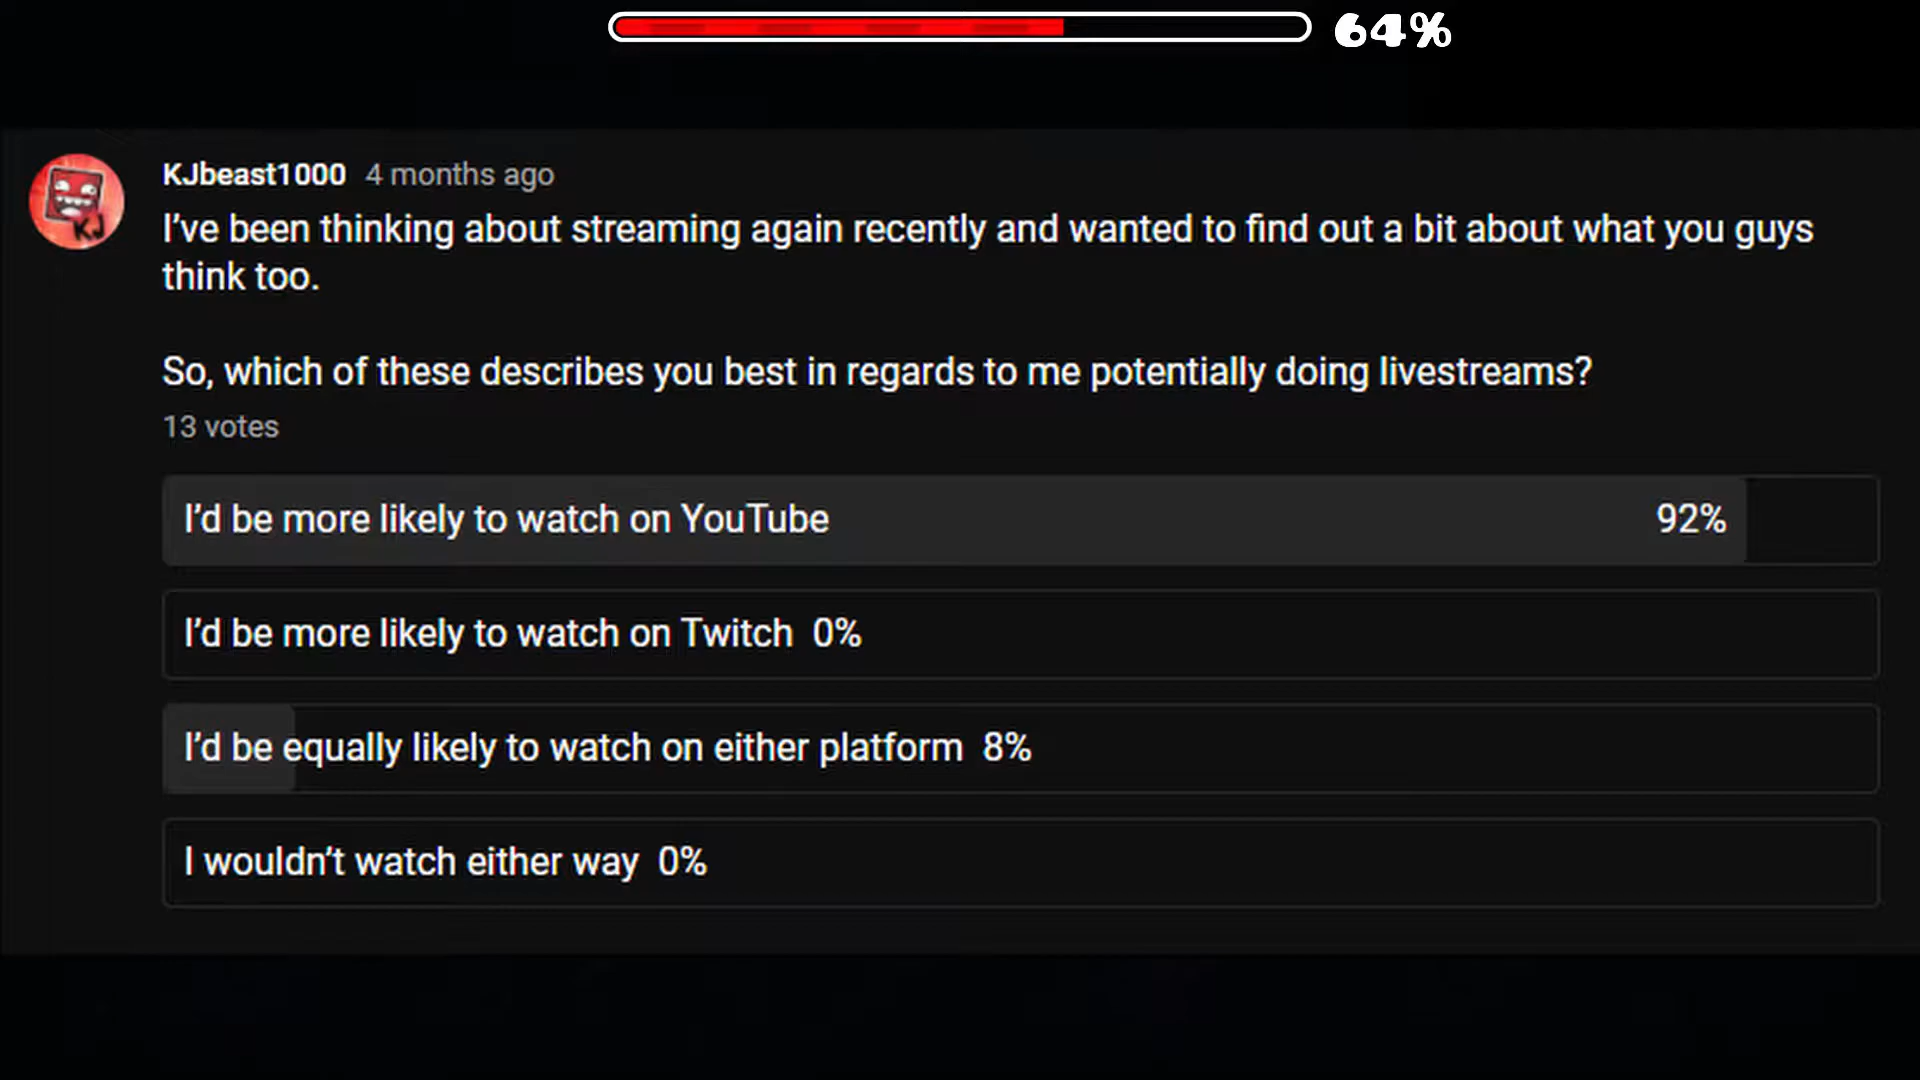 64%
KJbeast1000 4 months ago
I’ve been thinking about streaming again recently and wanted to find out a bit about what you guys
think too.
So, which of these describes you best in regards to me potentially doing livestreams?
13 votes
I’d be more likely to watch on YouTube 92%
I’d be more likely to watch on Twitch 0%
I’d be equally likely to watch on either platform 8%
I wouldn’t watch either way 0%
KJ